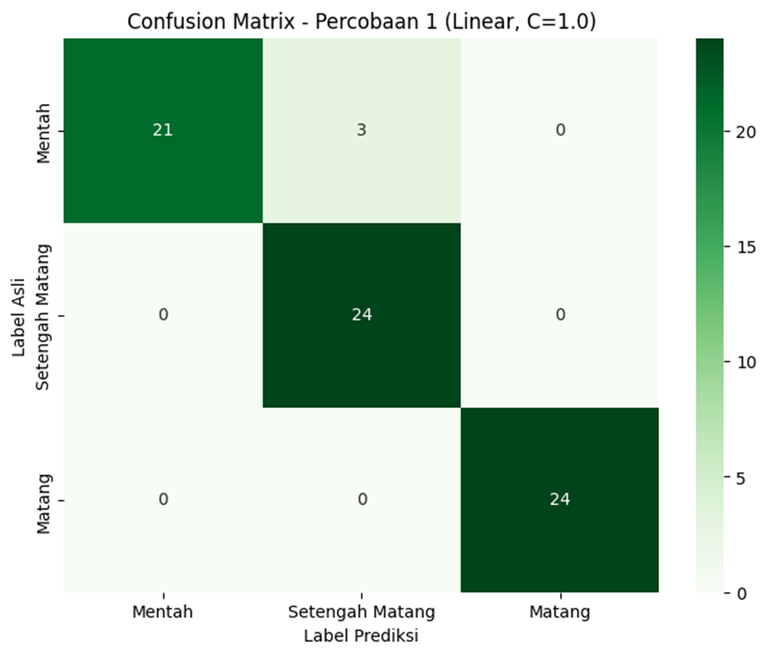 Confusion Matrix - Percobaan 1 (Linear, C=1.0)
Label Asli
Mentah
21
3
0
Setengah Matang
0
24
0
Matang
0
0
24
Mentah
Setengah Matang
Matang
Label Prediksi
20
15
10
5
0